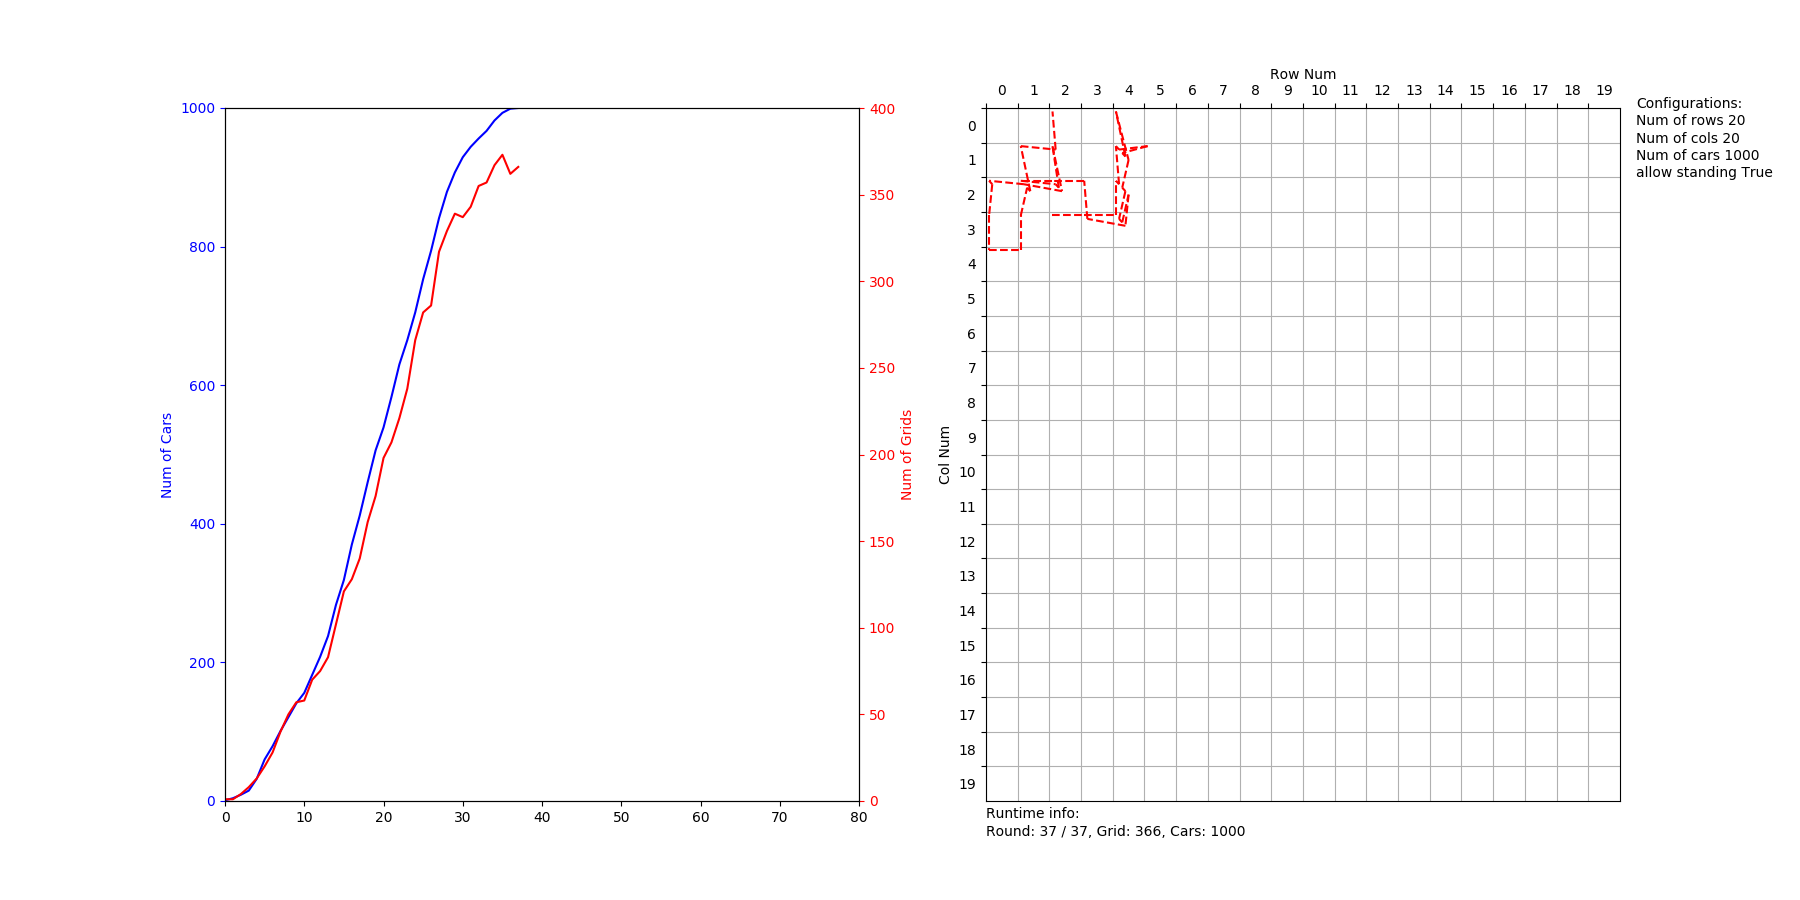 Num of Cars
1000
800
600
400
200
0
0 10 20 30 40 50 60 70 80
400
350
300
250
200
150
100
50
0
Num of Grids
Row Num
0 1 2 3 4 5 6 7 8 9 10 11 12 13 14 15 16 17 18 19
Col Num
0
1
2
3
4
5
6
7
8
9
10
11
12
13
14
15
16
17
18
19
Configurations:
Num of rows 20
Num of cols 20
Num of cars 1000
allow standing True
Runtime info:
Round: 37 / 37, Grid: 366, Cars: 1000